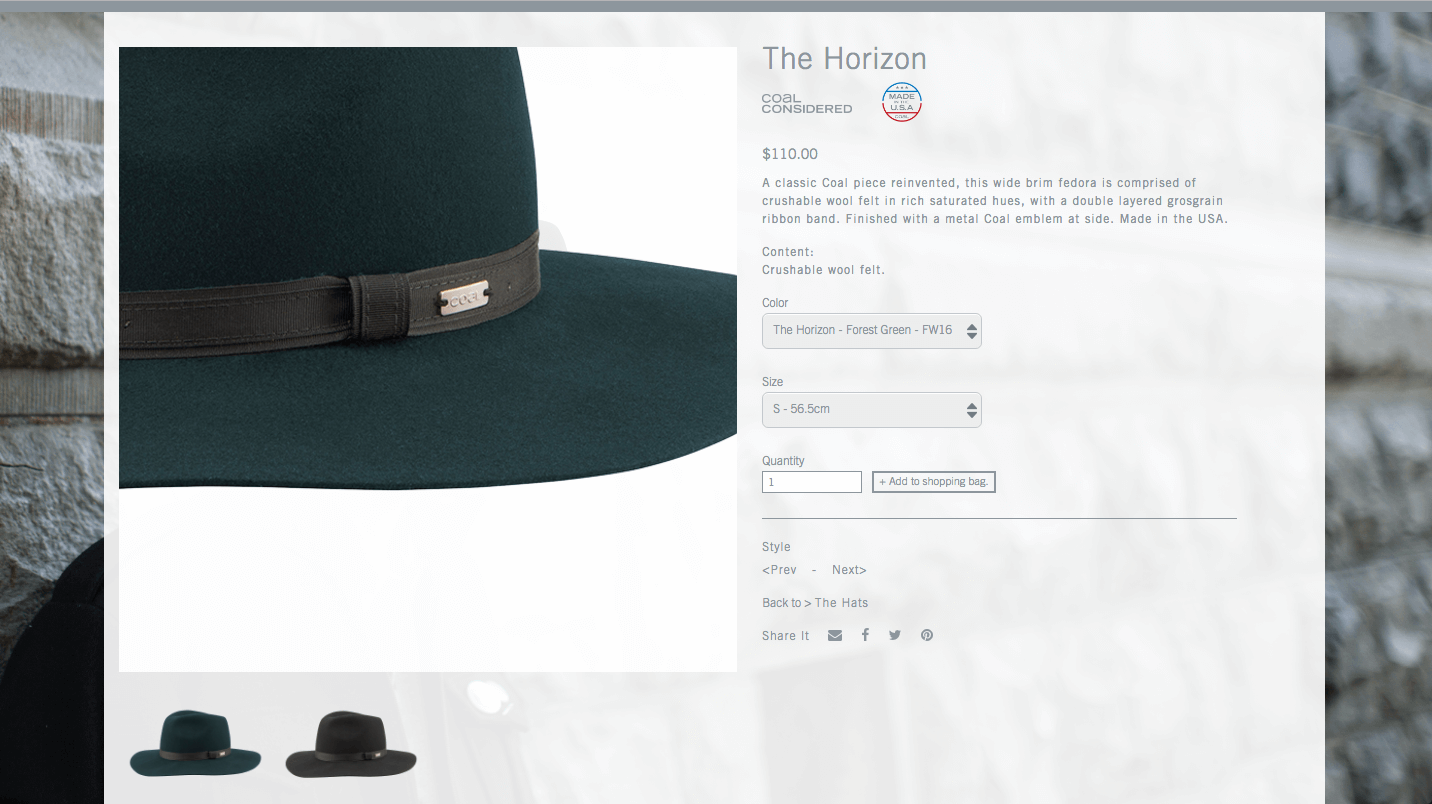 The Horizon
COAL
CONSIDERED
MADE
U.S.A
COAL
$110.00
A classic Coal piece reinvented, this wide brim fedora is comprised of
crushable wool felt in rich saturated hues, with a double layered grosgrain
ribbon band. Finished with a metal Coal emblem at side. Made in the USA.
Content:
Crushable wool felt.
Color
The Horizon - Forest Green - FW16
Size
S - 56.5cm
Quantity
1
+ Add to shopping bag.
Style
<Prev - Next>
Back to > The Hats
Share It
COAL